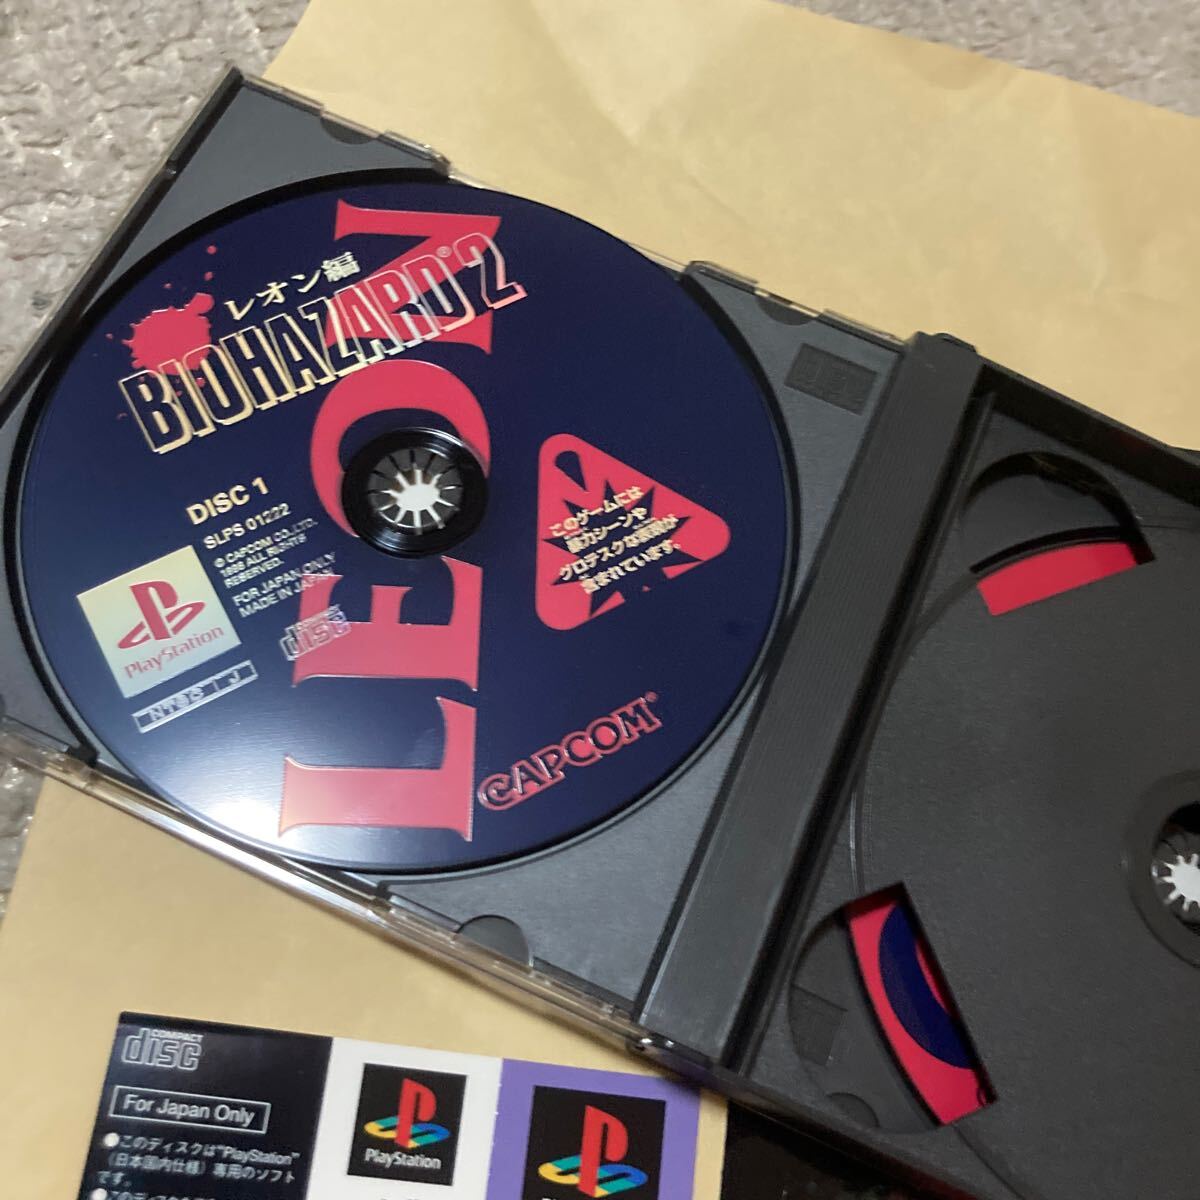 レオン編
BIOHAZARD® 2
LEON
DISC 1
SLPS 01222
© CAPCOM CO.,LTD.
1998 ALL RIGHTS
RESERVED.
FOR JAPAN ONLY
MADE IN JAPAN
disc
PlayStation
NTSC J
このゲームには
暴力シーンや
グロテスクな表現が
含まれています。
CAPCOM®
COMPACT
disc
For Japan Only
●このディスクは"PlayStation"
(日本国内仕様)専用のソフト
です。
PlayStation